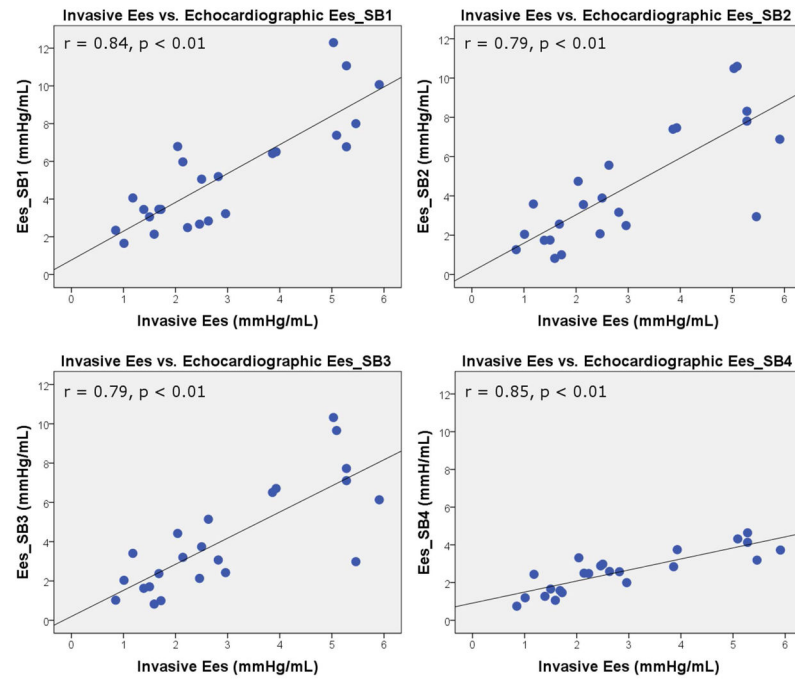 Invasive Ees vs. Echocardiographic Ees_SB1
r = 0.84, p < 0.01
Ees_SB1 (mmHg/mL)
12
10
8
6
4
2
0
0 1 2 3 4 5 6
Invasive Ees (mmHg/mL)
Invasive Ees vs. Echocardiographic Ees_SB2
r = 0.79, p < 0.01
Ees_SB2 (mmHg/mL)
12
10
8
6
4
2
0
0 1 2 3 4 5 6
Invasive Ees (mmHg/mL)
Invasive Ees vs. Echocardiographic Ees_SB3
r = 0.79, p < 0.01
Ees_SB3 (mmHg/mL)
12
10
8
6
4
2
0
0 1 2 3 4 5 6
Invasive Ees (mmHg/mL)
Invasive Ees vs. Echocardiographic Ees_SB4
r = 0.85, p < 0.01
Ees_SB4 (mmH/mL)
12
10
8
6
4
2
0
0 1 2 3 4 5 6
Invasive Ees (mmHg/mL)